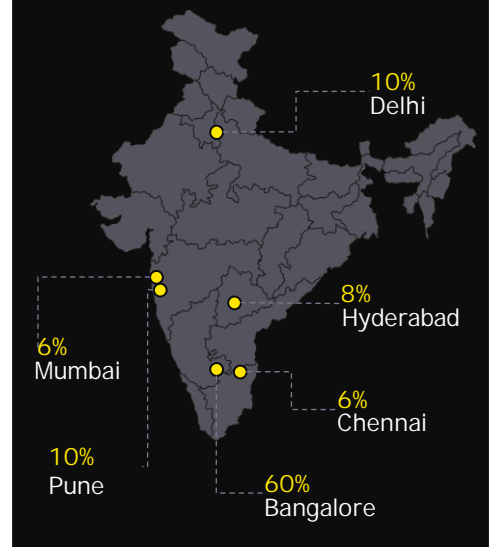 10%
Delhi
8%
Hyderabad
6%
Mumbai
6%
Chennai
10%
Pune
60%
Bangalore